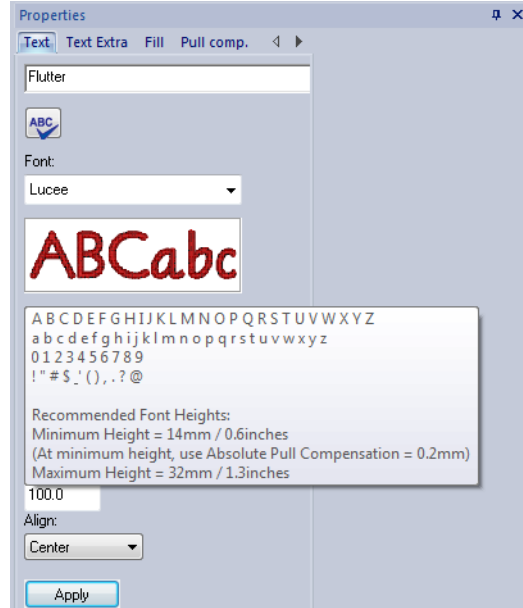 Properties
Text Text Extra Fill Pull comp.
Flutter
ABC
Font:
Lucee
ABCabc
A B C D E F G H I J K L M N O P Q R S T U V W X Y Z
a b c d e f g h i j k l m n o p q r s t u v w x y z
0 1 2 3 4 5 6 7 8 9
! " # $ _ ' ( ) , . ? @
Recommended Font Heights:
Minimum Height = 14mm / 0.6inches
(At minimum height, use Absolute Pull Compensation = 0.2mm)
Maximum Height = 32mm / 1.3inches
100.0
Align:
Center
Apply